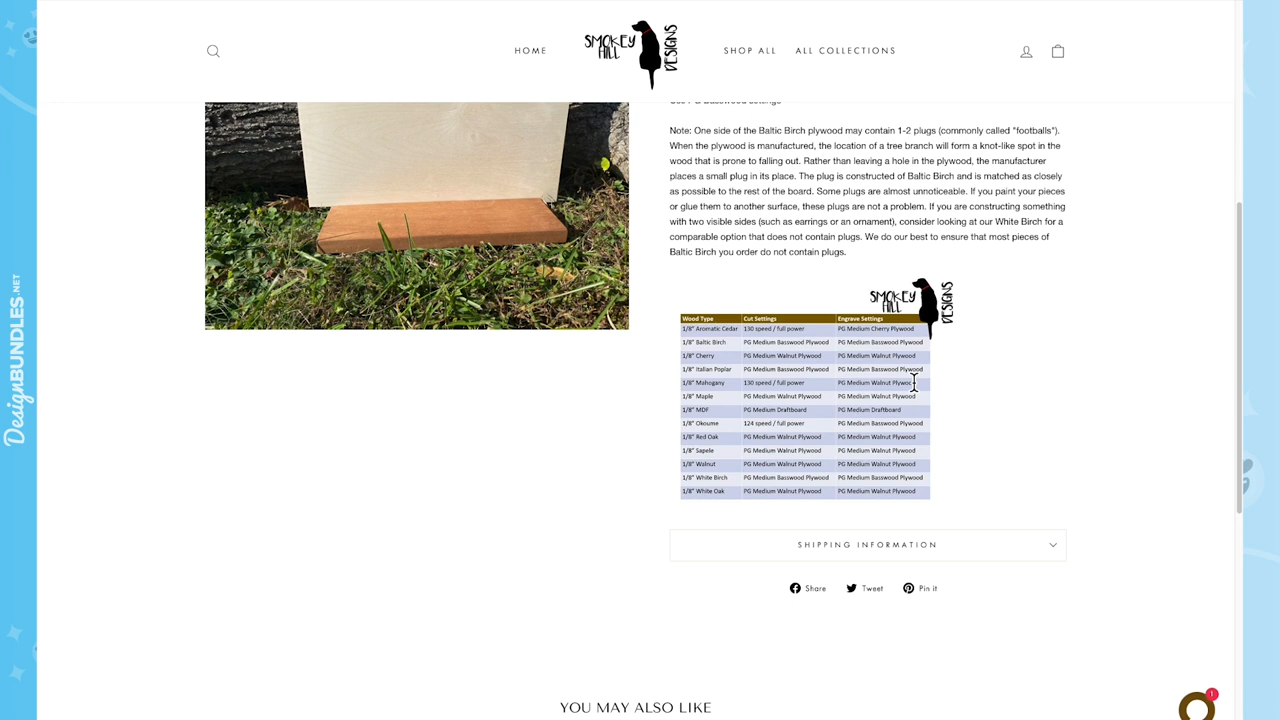 HOME
SMOKEY HILL DESIGNS
SHOP ALL
ALL COLLECTIONS
Note: One side of the Baltic Birch plywood may contain 1-2 plugs (commonly called "footballs").
When the plywood is manufactured, the location of a tree branch will form a knot-like spot in the
wood that is prone to falling out. Rather than leaving a hole in the plywood, the manufacturer
places a small plug in its place. The plug is constructed of Baltic Birch and is matched as closely
as possible to the rest of the board. Some plugs are almost unnoticeable. If you paint your pieces
or glue them to another surface, these plugs are not a problem. If you are constructing something
with two visible sides (such as earrings or an ornament), consider looking at our White Birch for a
comparable option that does not contain plugs. We do our best to ensure that most pieces of
Baltic Birch you order do not contain plugs.
SMOKEY HILL DESIGNS
Wood Type Cut Settings Engrave Settings
1/8" Aromatic Cedar 130 speed / full power PG Medium Cherry Plywood
1/8" Baltic Birch PG Medium Basswood Plywood PG Medium Basswood Plywood
1/8" Cherry PG Medium Walnut Plywood PG Medium Walnut Plywood
1/8" Italian Poplar PG Medium Basswood Plywood PG Medium Basswood Plywood
1/8" Mahogany 130 speed / full power PG Medium Walnut Plywood
1/8" Maple PG Medium Walnut Plywood PG Medium Walnut Plywood
1/8" MDF PG Medium Draftboard PG Medium Draftboard
1/8" Okoume 124 speed / full power PG Medium Basswood Plywood
1/8" Red Oak PG Medium Walnut Plywood PG Medium Walnut Plywood
1/8" Sapele PG Medium Walnut Plywood PG Medium Walnut Plywood
1/8" Walnut PG Medium Walnut Plywood PG Medium Walnut Plywood
1/8" White Birch PG Medium Basswood Plywood PG Medium Basswood Plywood
1/8" White Oak PG Medium Walnut Plywood PG Medium Walnut Plywood
SHIPPING INFORMATION
Share Tweet Pin it
YOU MAY ALSO LIKE
1
DesignBUNDLES.NET